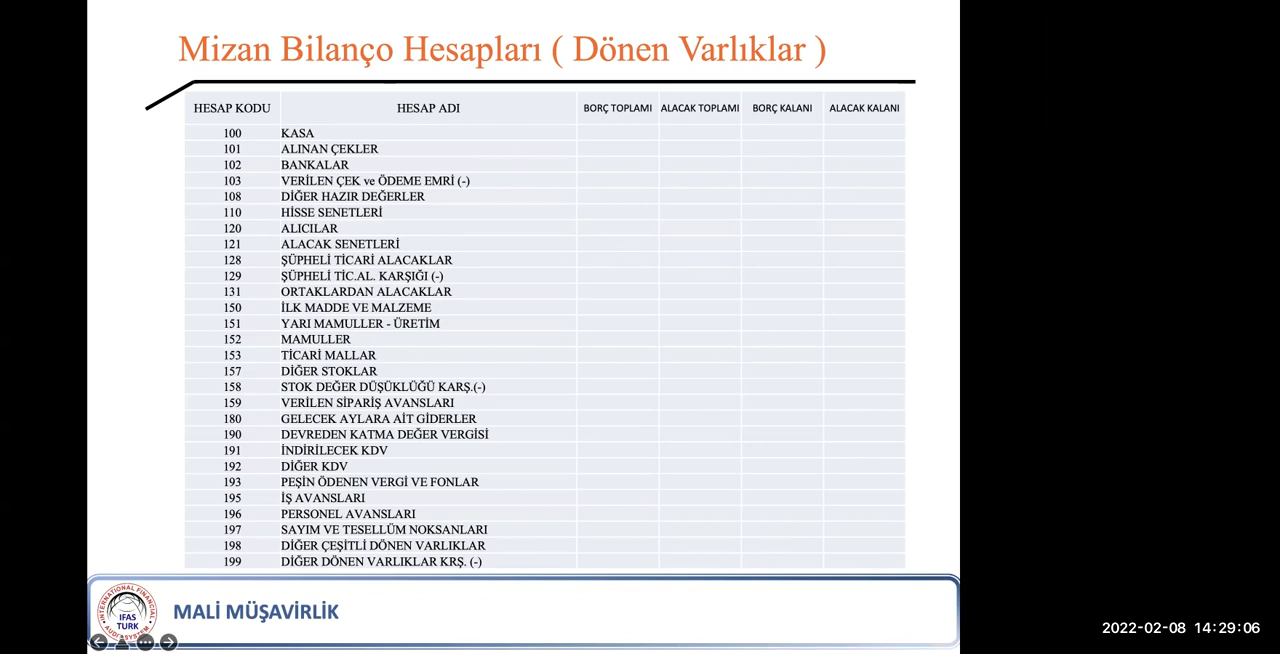 Mizan Bilanço Hesapları ( Dönen Varlıklar )
HESAP KODU HESAP ADI BORÇ TOPLAMI ALACAK TOPLAMI BORÇ KALANI ALACAK KALANI
100 KASA
101 ALINAN ÇEKLER
102 BANKALAR
103 VERİLEN ÇEK ve ÖDEME EMRİ (-)
108 DİĞER HAZIR DEĞERLER
110 HİSSE SENETLERİ
120 ALICILAR
121 ALACAK SENETLERİ
128 ŞÜPHELİ TİCARİ ALACAKLAR
129 ŞÜPHELİ TİC.AL. KARŞIĞI (-)
131 ORTAKLARDAN ALACAKLAR
150 İLK MADDE VE MALZEME
151 YARI MAMULLER - ÜRETİM
152 MAMULLER
153 TİCARİ MALLAR
157 DİĞER STOKLAR
158 STOK DEĞER DÜŞÜKLÜĞÜ KARŞ.(-)
159 VERİLEN SİPARİŞ AVANSLARI
180 GELECEK AYLARA AİT GİDERLER
190 DEVREDEN KATMA DEĞER VERGİSİ
191 İNDİRİLECEK KDV
192 DİĞER KDV
193 PEŞİN ÖDENEN VERGİ VE FONLAR
195 İŞ AVANSLARI
196 PERSONEL AVANSLARI
197 SAYIM VE TESELLÜM NOKSANLARI
198 DİĞER ÇEŞİTLİ DÖNEN VARLIKLAR
199 DİĞER DÖNEN VARLIKLAR KRŞ. (-)
INTERNATIONAL FINANCIAL
IFAS
TURK
AUDIT SYSTEM
MALİ MÜŞAVİRLİK
2022-02-08 14:29:06